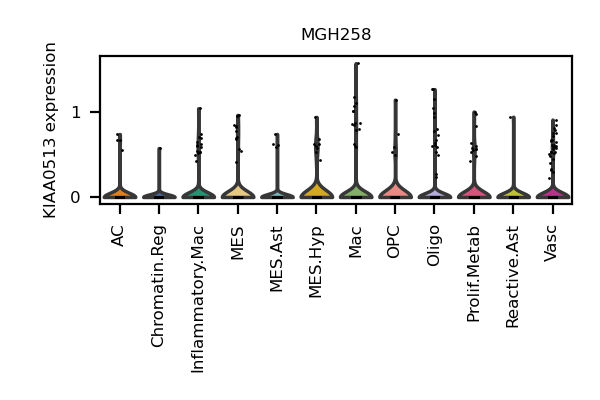 MGH258
KIAA0513 expression
1
0
AC
Chromatin.Reg
Inflammatory.Mac
MES
MES.Ast
MES.Hyp
Mac
OPC
Oligo
Prolif.Metab
Reactive.Ast
Vasc